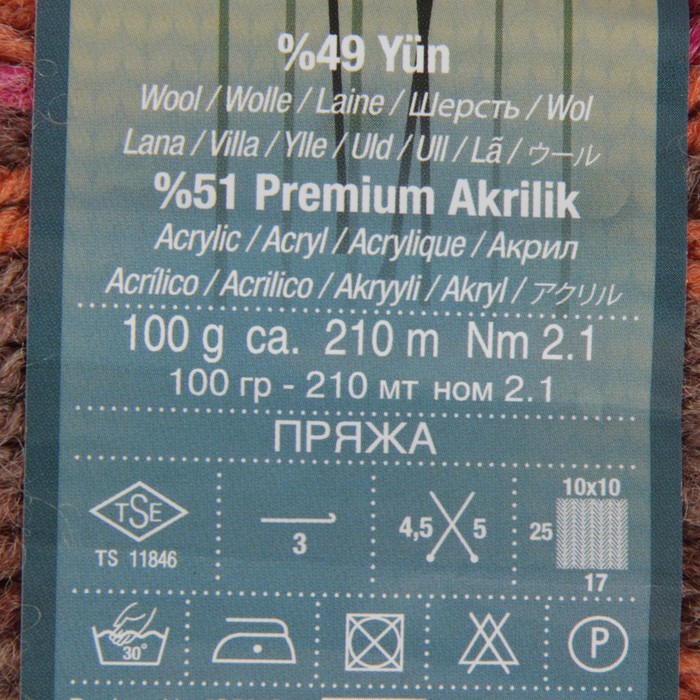 %49 Yün
Wool / Wolle / Laine / Шерсть / Wol
Lana / Villa / Ylle / Uld / Ull / Lã / ウール
%51 Premium Akrilik
Acrylic / Acryl / Acrylique / Акрил
Acrílico / Acrilico / Akryyli / Akryl / アクリル
100 g ca. 210 m Nm 2.1
100 гр - 210 мт ном 2.1
ПРЯЖА
TSE
TS 11846
3
4,5 5
10x10
25
17
30°
P